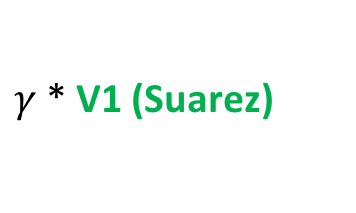 γ * V1 (Suarez)